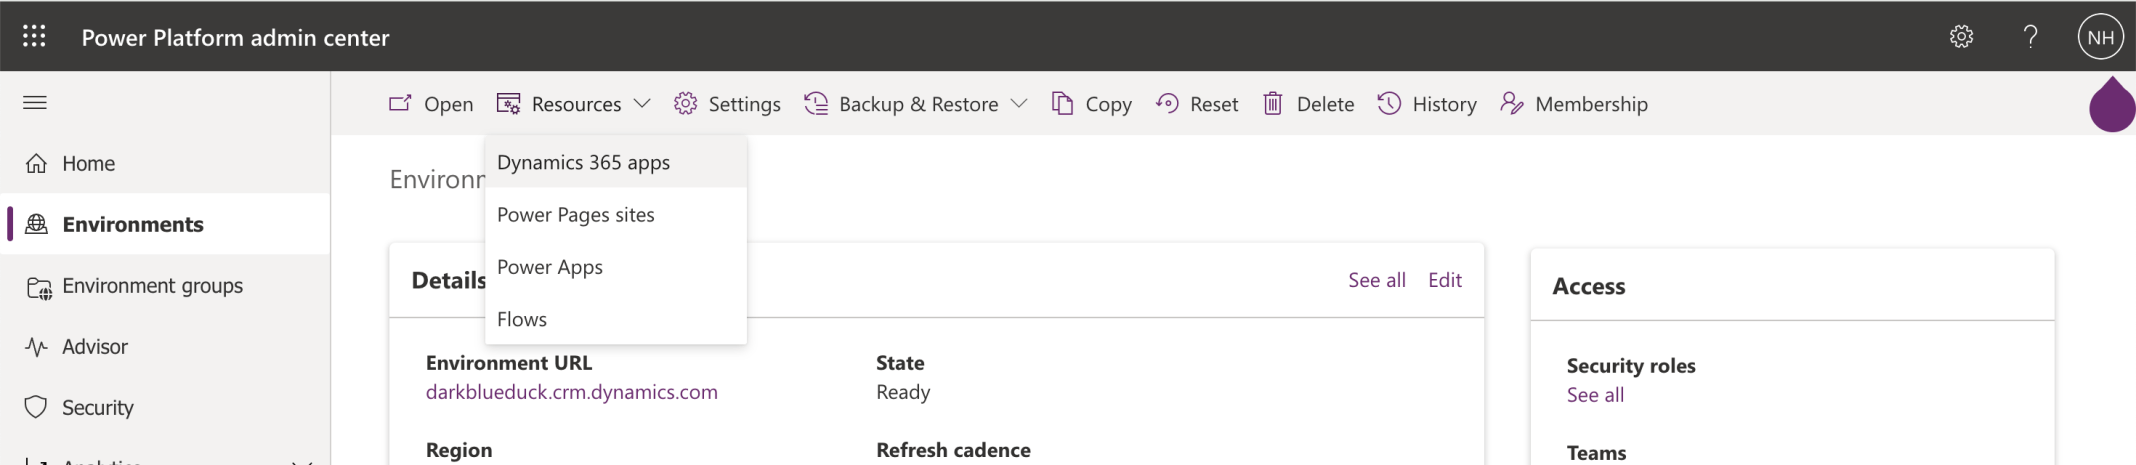 Power Platform admin center
NH
Open Resources Settings Backup & Restore Copy Reset Delete History Membership
Home
Environments
Environment groups
Advisor
Security
Dynamics 365 apps
Power Pages sites
Power Apps
Flows
Details
See all Edit
Environment URL
darkblueduck.crm.dynamics.com
State
Ready
Region
Refresh cadence
Access
Security roles
See all
Teams